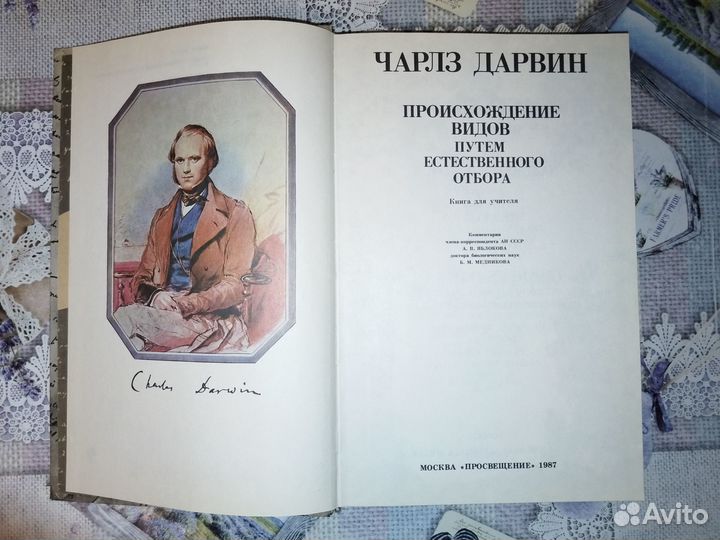 Charles Darwin
ЧАРЛЗ ДАРВИН
ПРОИСХОЖДЕНИЕ
ВИДОВ
ПУТЕМ
ЕСТЕСТВЕННОГО
ОТБОРА
Книга для учителя
Комментарии
члена-корреспондента АН СССР
А. В. ЯБЛОКОВА
доктора биологических наук
Б. М. МЕДНИКОВА
МОСКВА «ПРОСВЕЩЕНИЕ» 1987
Avito